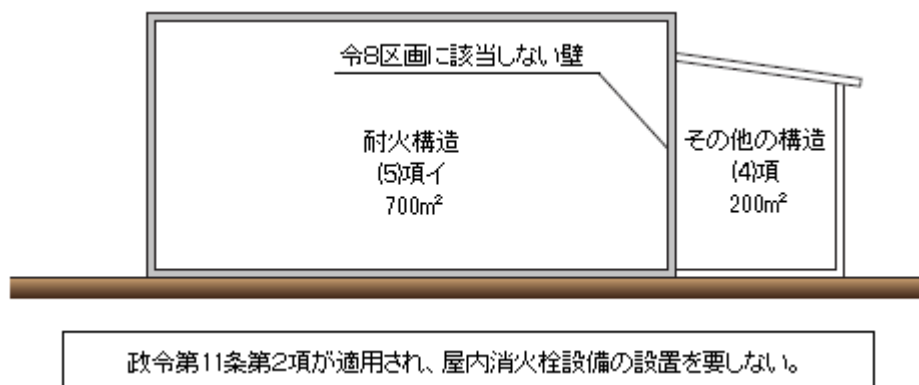 令8区画に該当しない壁
耐火構造
(5)項イ
700m²
その他の構造
(4)項
200m²
政令第11条第2項が適用され、屋内消火栓設備の設置を要しない。